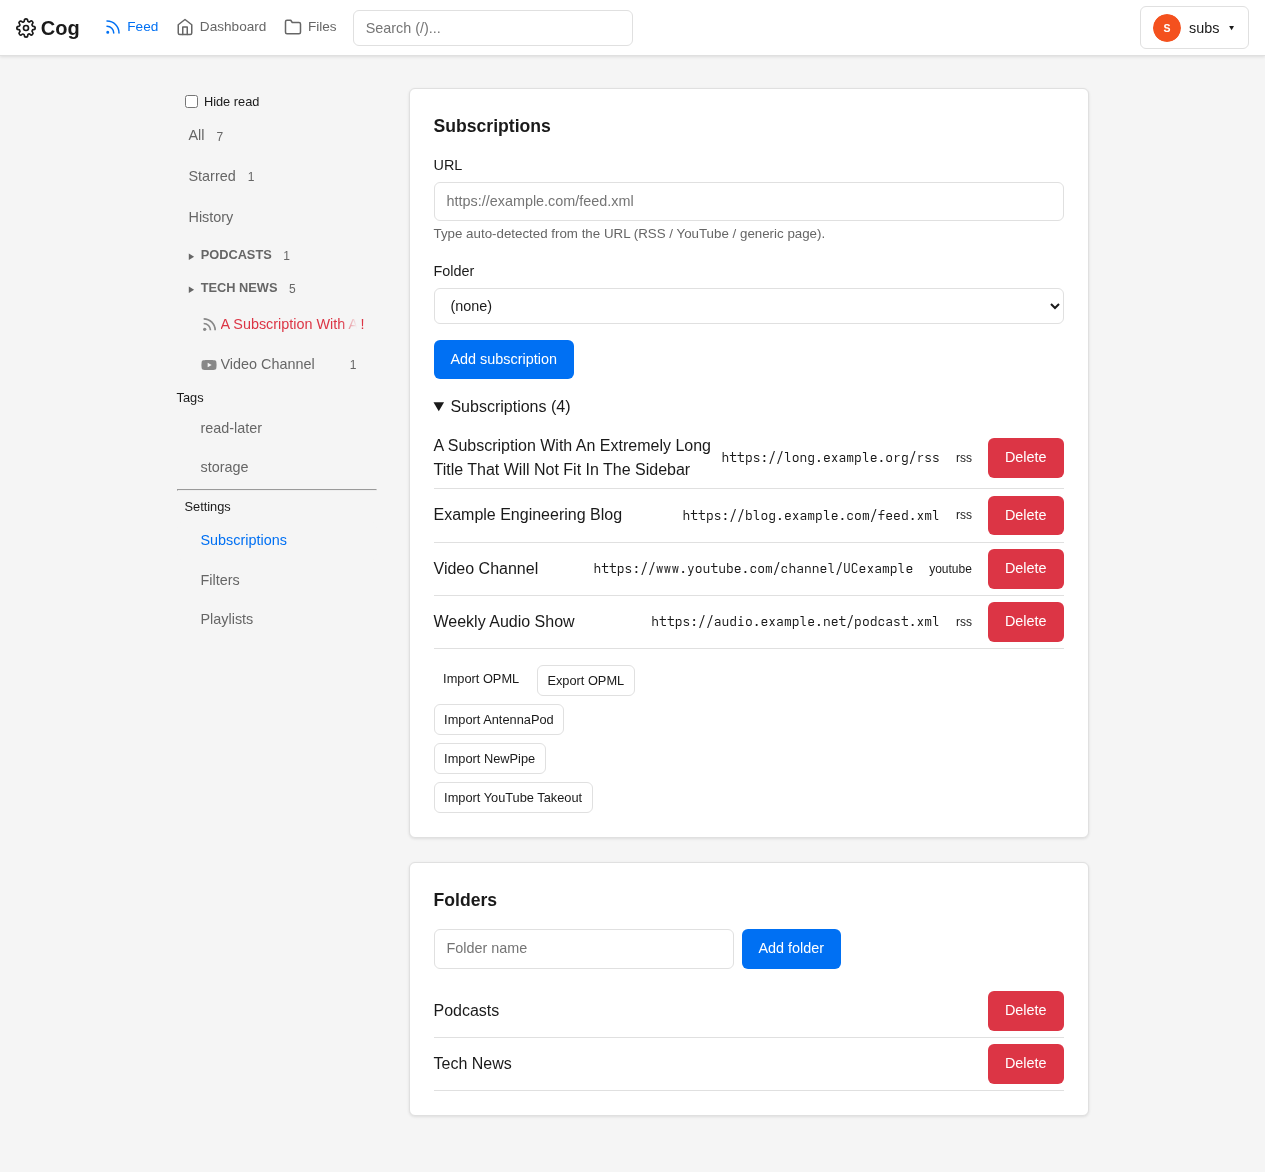 Cog
Feed
Dashboard
Files
Search (/)...
S
subs
Hide read
All 7
Starred 1
History
PODCASTS 1
TECH NEWS 5
A Subscription With A !
Video Channel 1
Tags
read-later
storage
Settings
Subscriptions
Filters
Playlists
Subscriptions
URL
https://example.com/feed.xml
Type auto-detected from the URL (RSS / YouTube / generic page).
Folder
(none)
Add subscription
Subscriptions (4)
A Subscription With An Extremely Long
Title That Will Not Fit In The Sidebar
https://long.example.org/rss rss Delete
Example Engineering Blog https://blog.example.com/feed.xml rss Delete
Video Channel https://www.youtube.com/channel/UCexample youtube Delete
Weekly Audio Show https://audio.example.net/podcast.xml rss Delete
Import OPML Export OPML
Import AntennaPod
Import NewPipe
Import YouTube Takeout
Folders
Folder name Add folder
Podcasts Delete
Tech News Delete